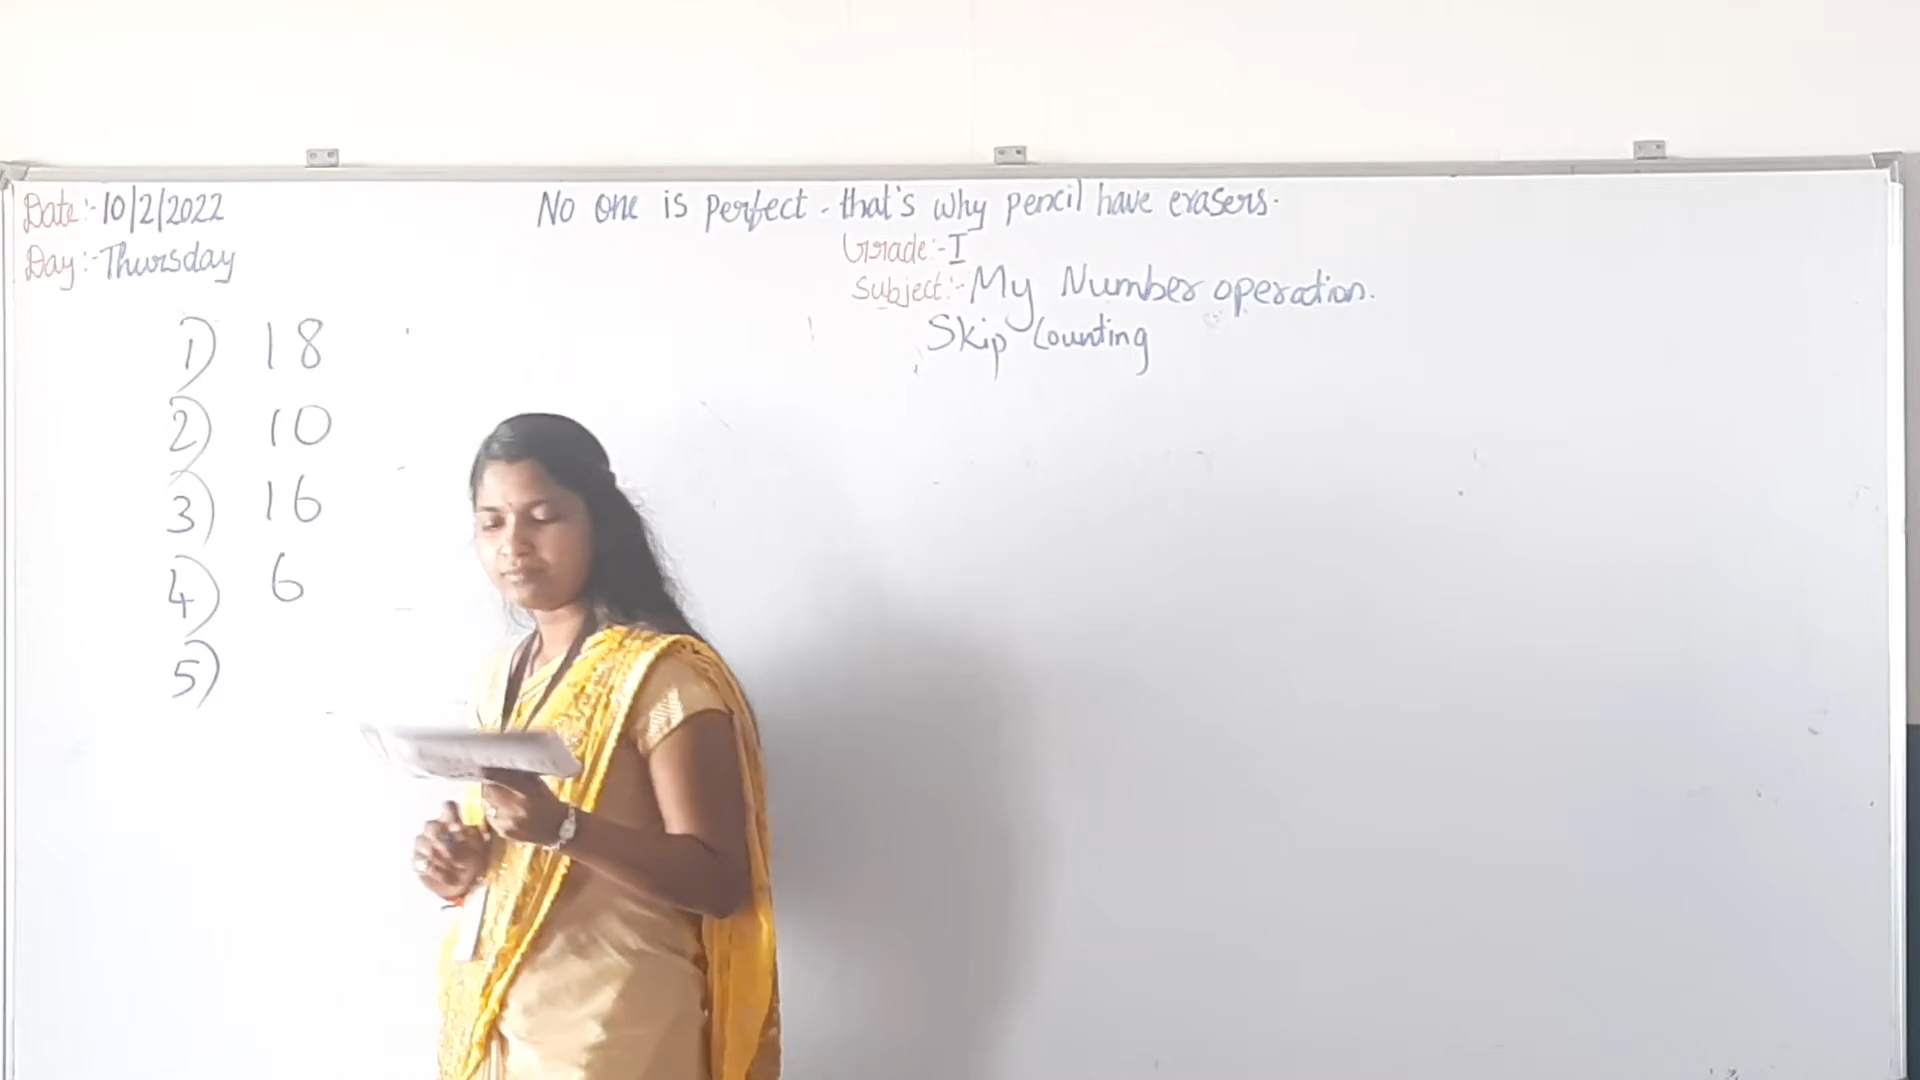 Date:- 10/2/2022
Day:- Thursday
No one is perfect. that's why pencil have erasers.
Grade:- I
Subject:- My Number operation.
Skip Counting
1) 18
2) 10
3) 16
4) 6
5)